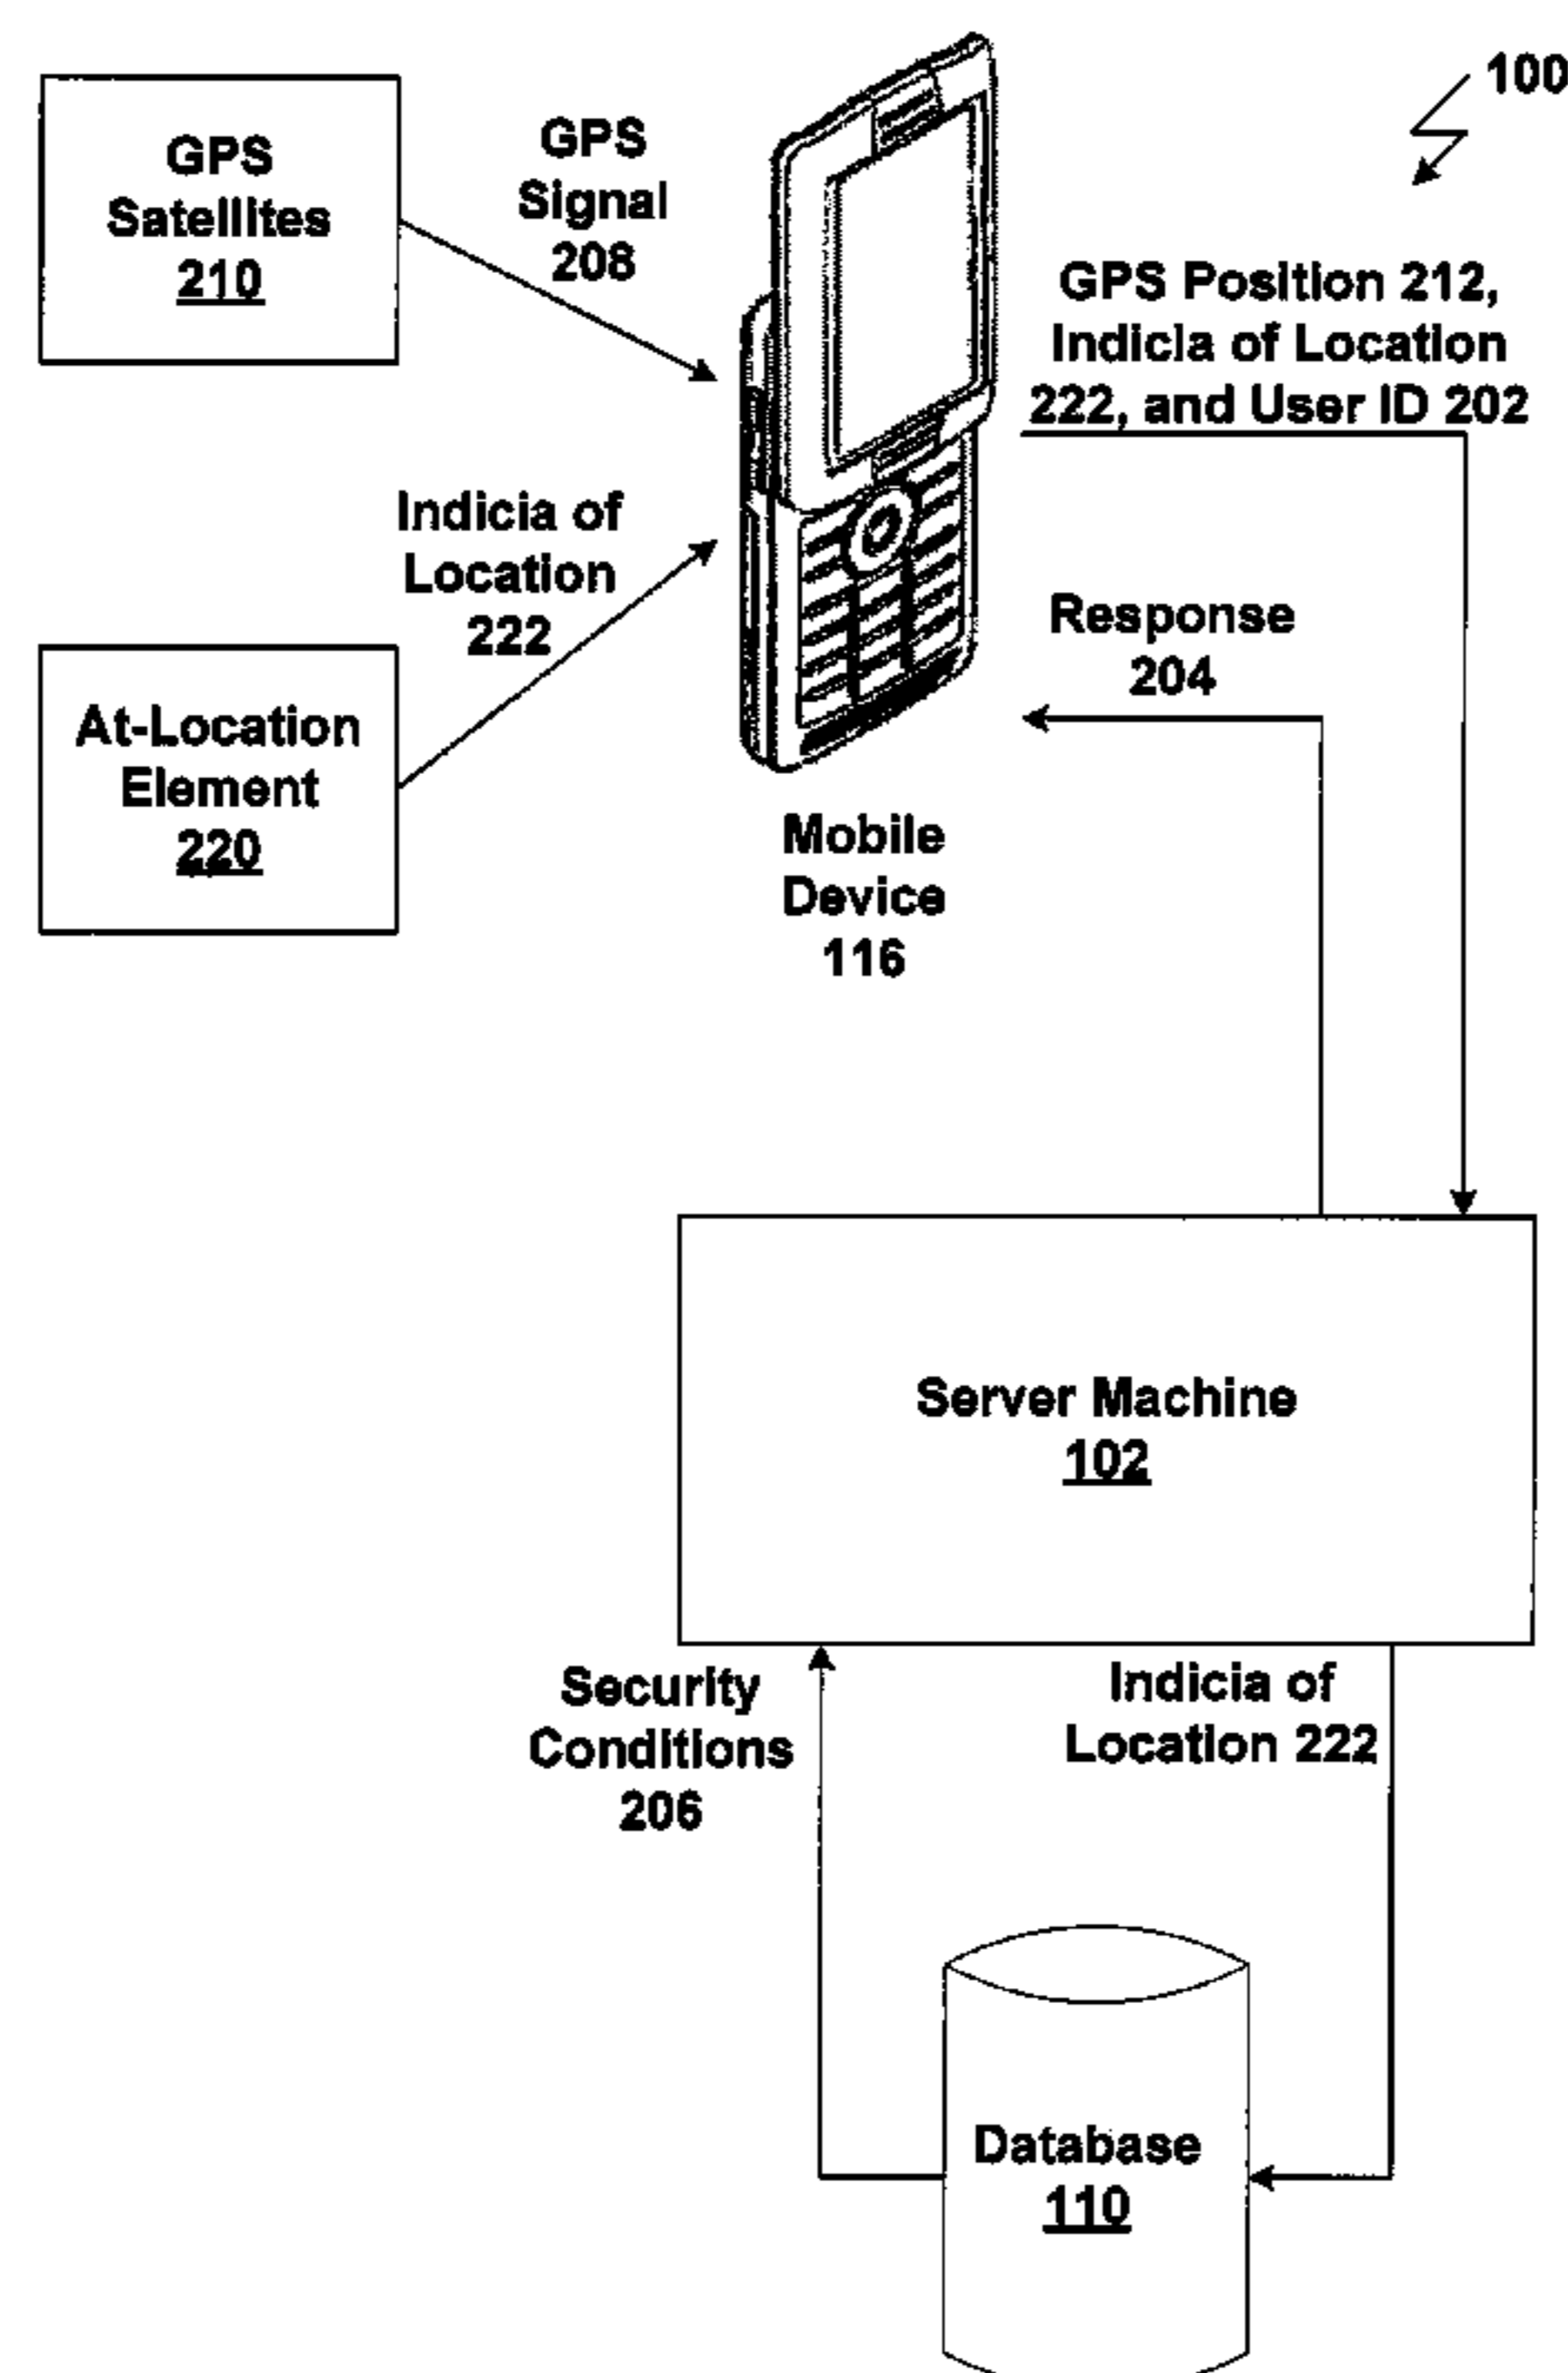 100
GPS
Satellites
210
GPS
Signal
208
GPS Position 212,
Indicia of Location
222, and User ID 202
Indicia of
Location
222
Response
204
At-Location
Element
220
Mobile
Device
116
Server Machine
102
Security
Conditions
206
Indicia of
Location 222
Database
110